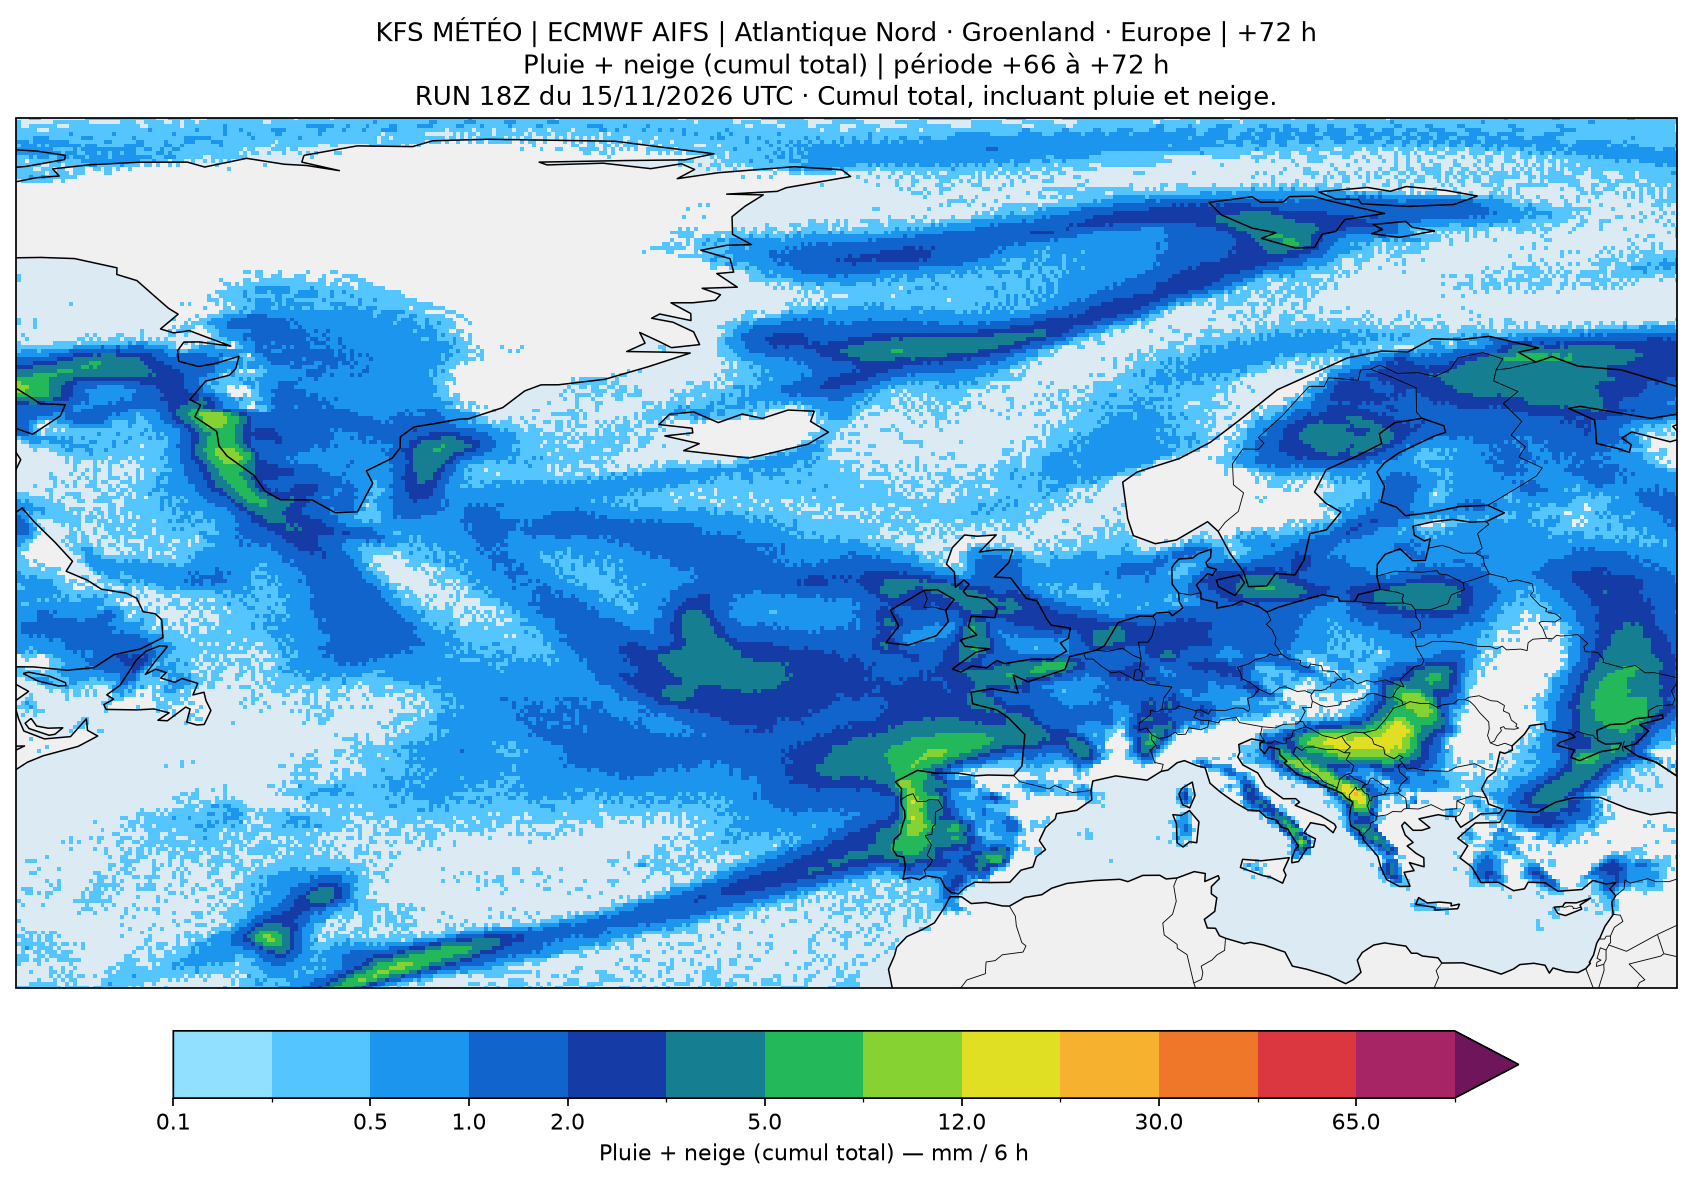 KFS MÉTÉO | ECMWF AIFS | Atlantique Nord · Groenland · Europe | +72 h
Pluie + neige (cumul total) | période +66 à +72 h
RUN 18Z du 15/11/2026 UTC · Cumul total, incluant pluie et neige.
0.1 0.5 1.0 2.0 5.0 12.0 30.0 65.0
Pluie + neige (cumul total) — mm / 6 h